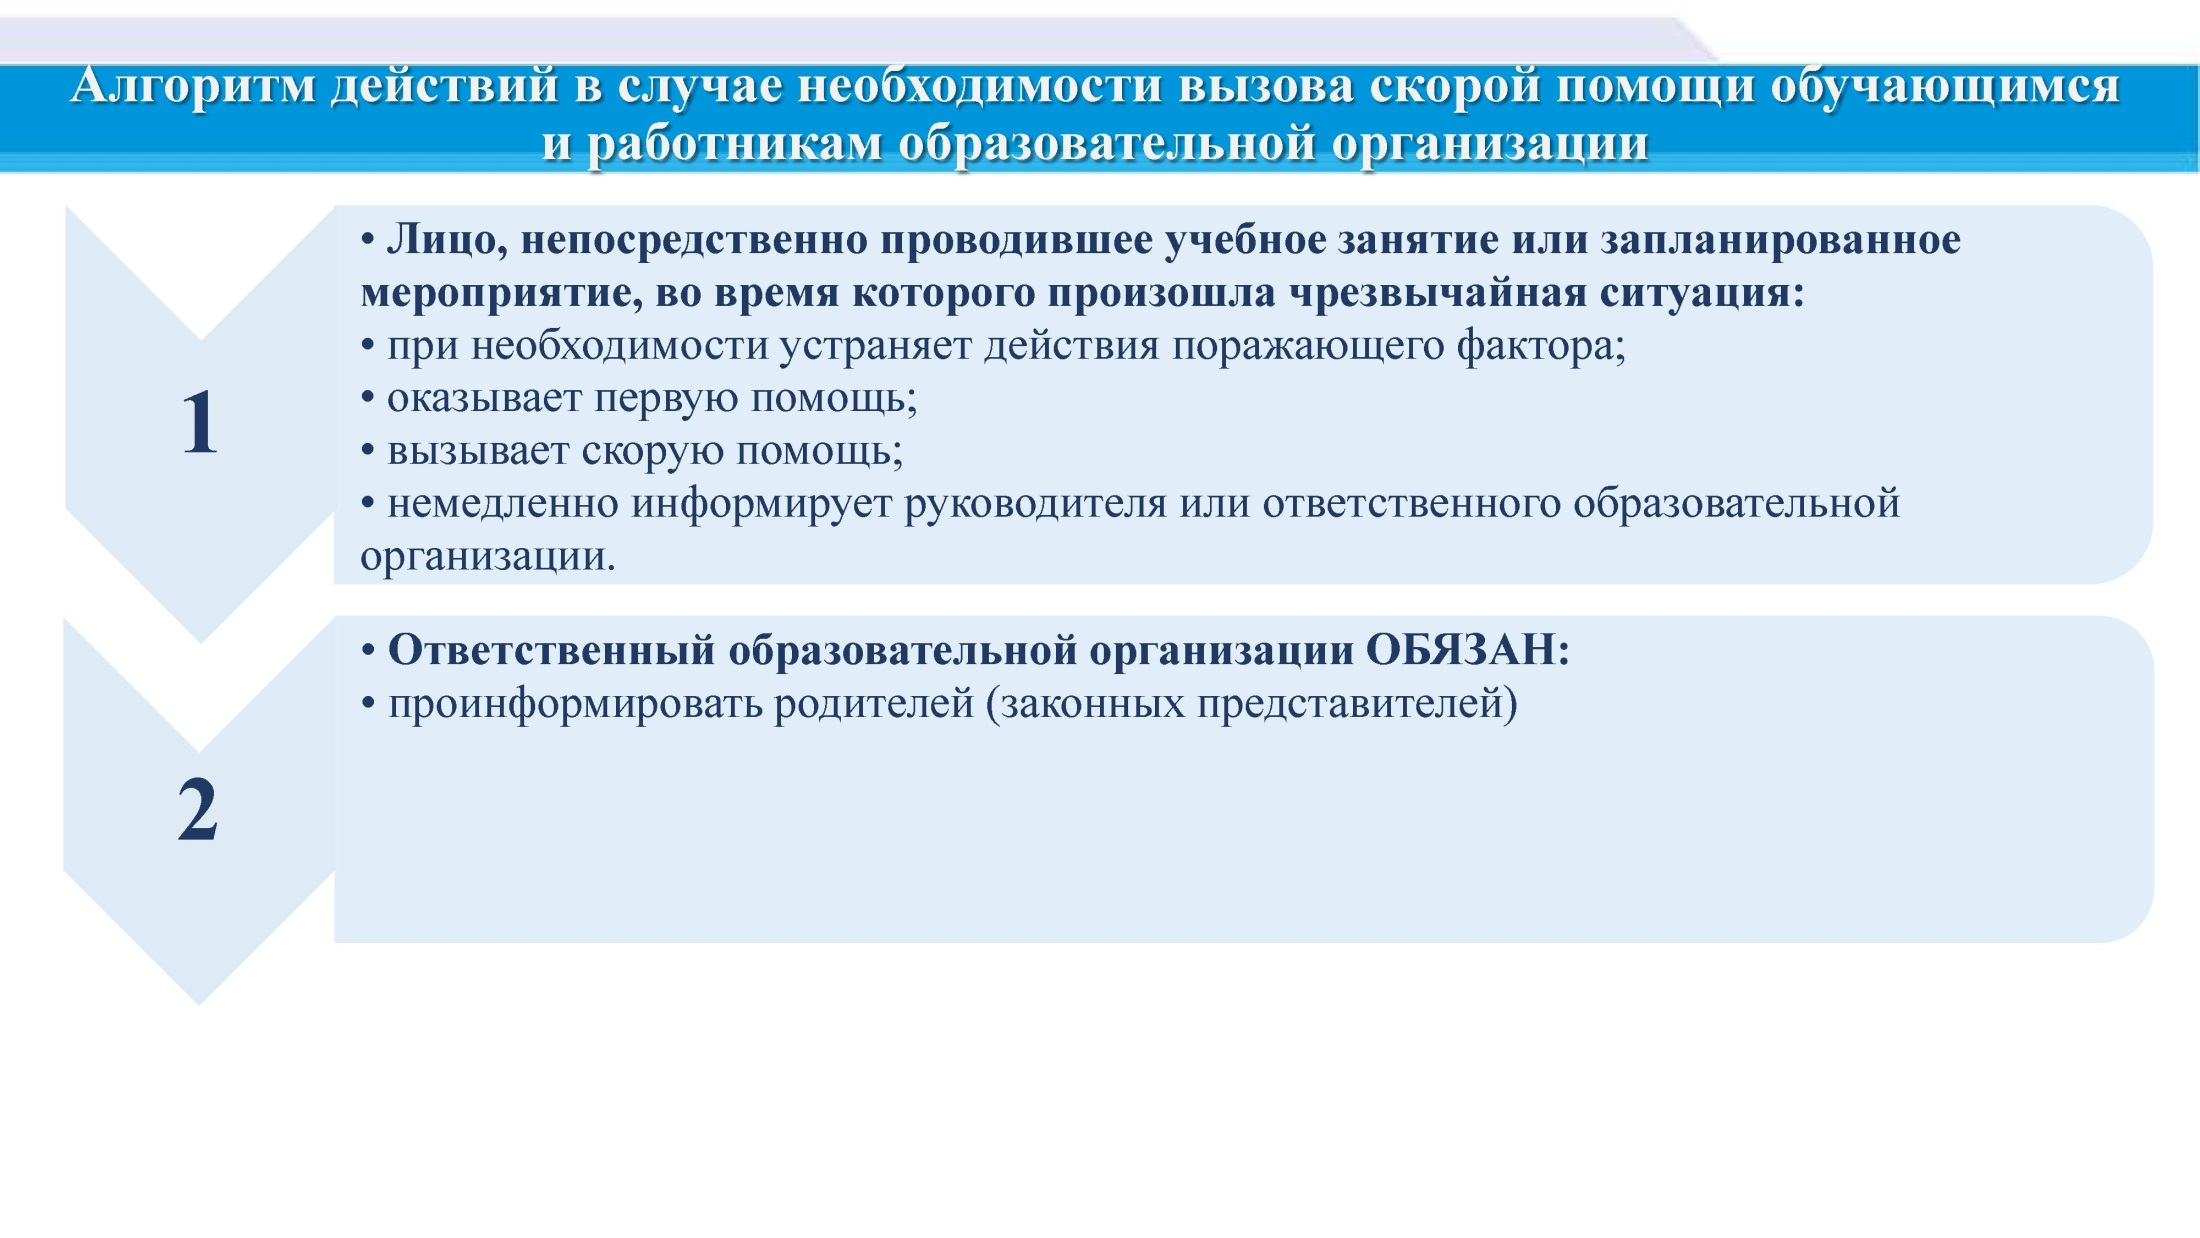 Алгоритм действий в случае необходимости вызова скорой помощи обучающимся
и работникам образовательной организации
1
• Лицо, непосредственно проводившее учебное занятие или запланированное
мероприятие, во время которого произошла чрезвычайная ситуация:
• при необходимости устраняет действия поражающего фактора;
• оказывает первую помощь;
• вызывает скорую помощь;
• немедленно информирует руководителя или ответственного образовательной
организации.
2
• Ответственный образовательной организации ОБЯЗАН:
• проинформировать родителей (законных представителей)